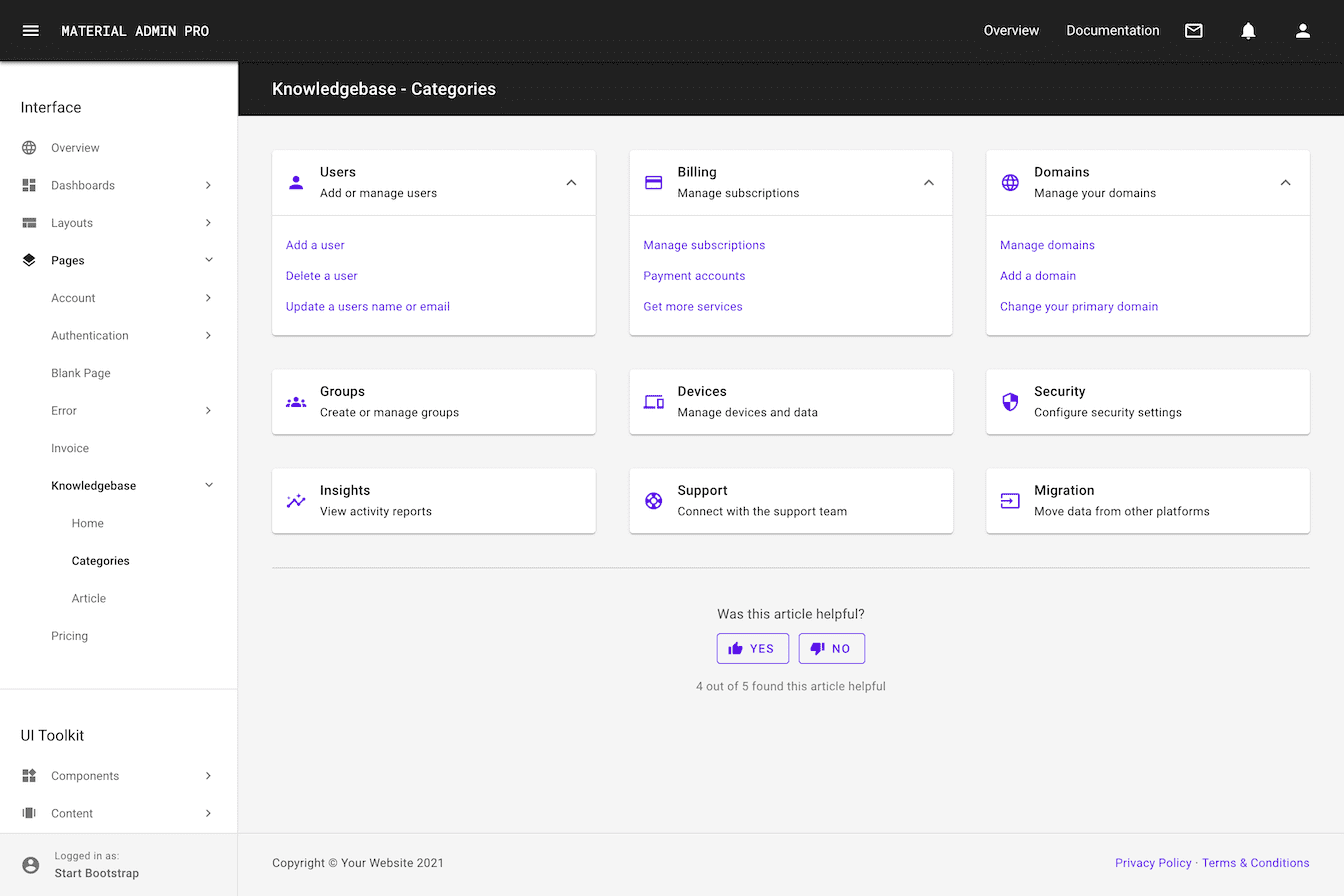 MATERIAL ADMIN PRO
Overview
Documentation
Interface
Overview
Dashboards
Layouts
Pages
Account
Authentication
Blank Page
Error
Invoice
Knowledgebase
Home
Categories
Article
Pricing
UI Toolkit
Components
Content
Logged in as:
Start Bootstrap
Knowledgebase - Categories
Users
Add or manage users
Add a user
Delete a user
Update a users name or email
Billing
Manage subscriptions
Manage subscriptions
Payment accounts
Get more services
Domains
Manage your domains
Manage domains
Add a domain
Change your primary domain
Groups
Create or manage groups
Devices
Manage devices and data
Security
Configure security settings
Insights
View activity reports
Support
Connect with the support team
Migration
Move data from other platforms
Was this article helpful?
YES
NO
4 out of 5 found this article helpful
Copyright © Your Website 2021
Privacy Policy · Terms & Conditions